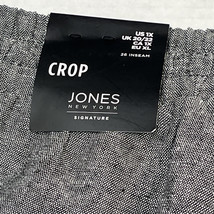 US 1X
UK 20/22
CA 1X
EU XL
CROP
26 INSEAM
JONES
NEW YORK
SIGNATURE